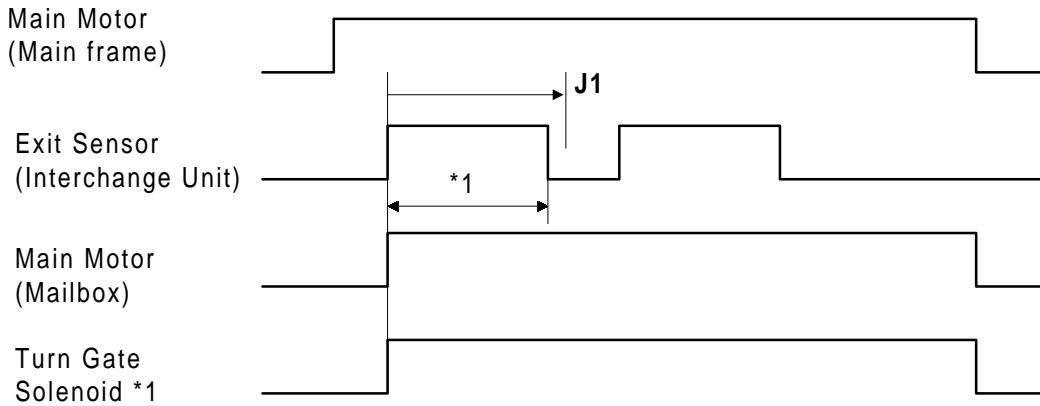 Main Motor
(Main frame)
J1
Exit Sensor
(Interchange Unit)
*1
Main Motor
(Mailbox)
Turn Gate
Solenoid *1